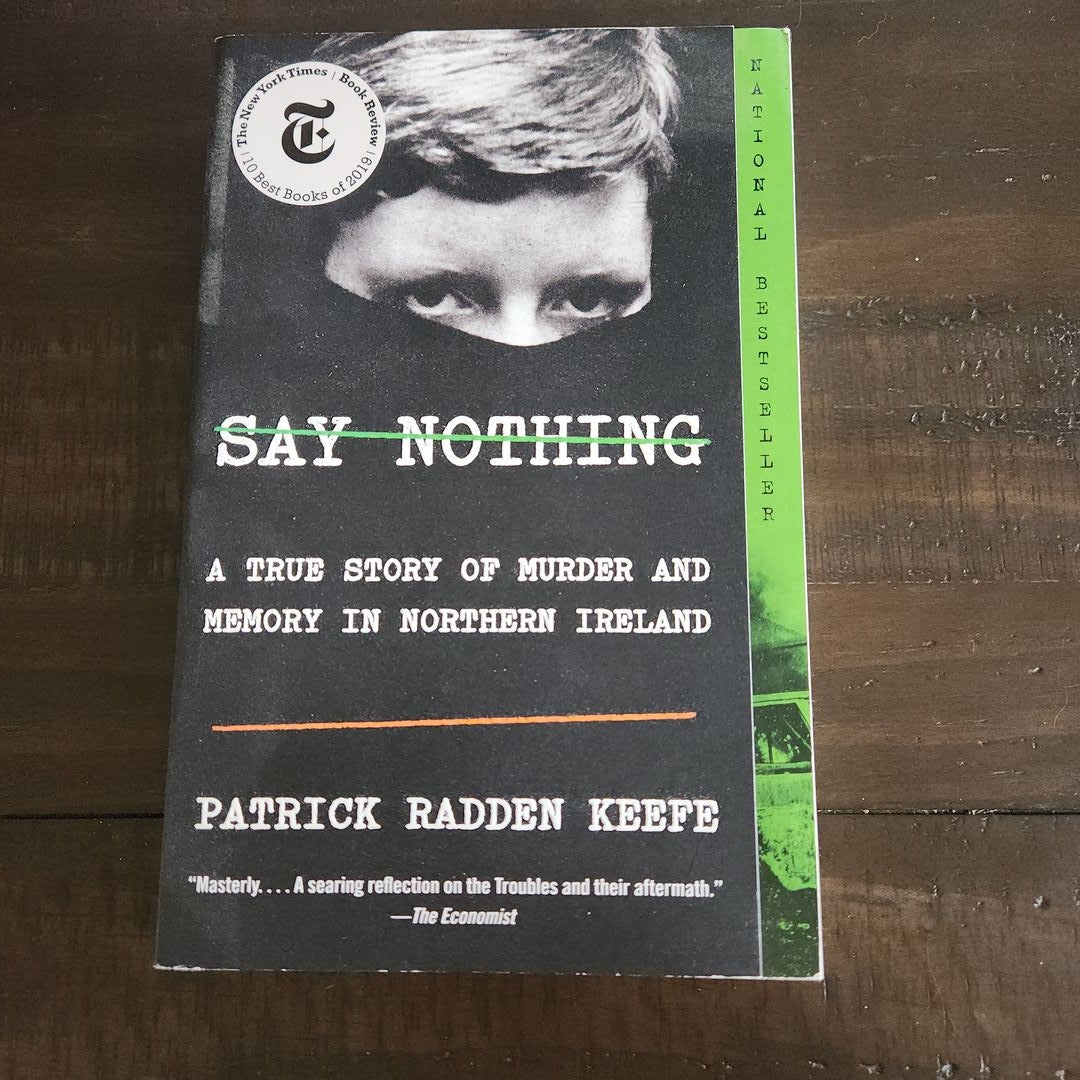 The New York Times | Book Review
T
| 10 Best Books of 2019 |
NATIONAL BESTSELLER
SAY NOTHING
A TRUE STORY OF MURDER AND
MEMORY IN NORTHERN IRELAND
PATRICK RADDEN KEEFE
“Masterly. . . . A searing reflection on the Troubles and their aftermath.”
—The Economist